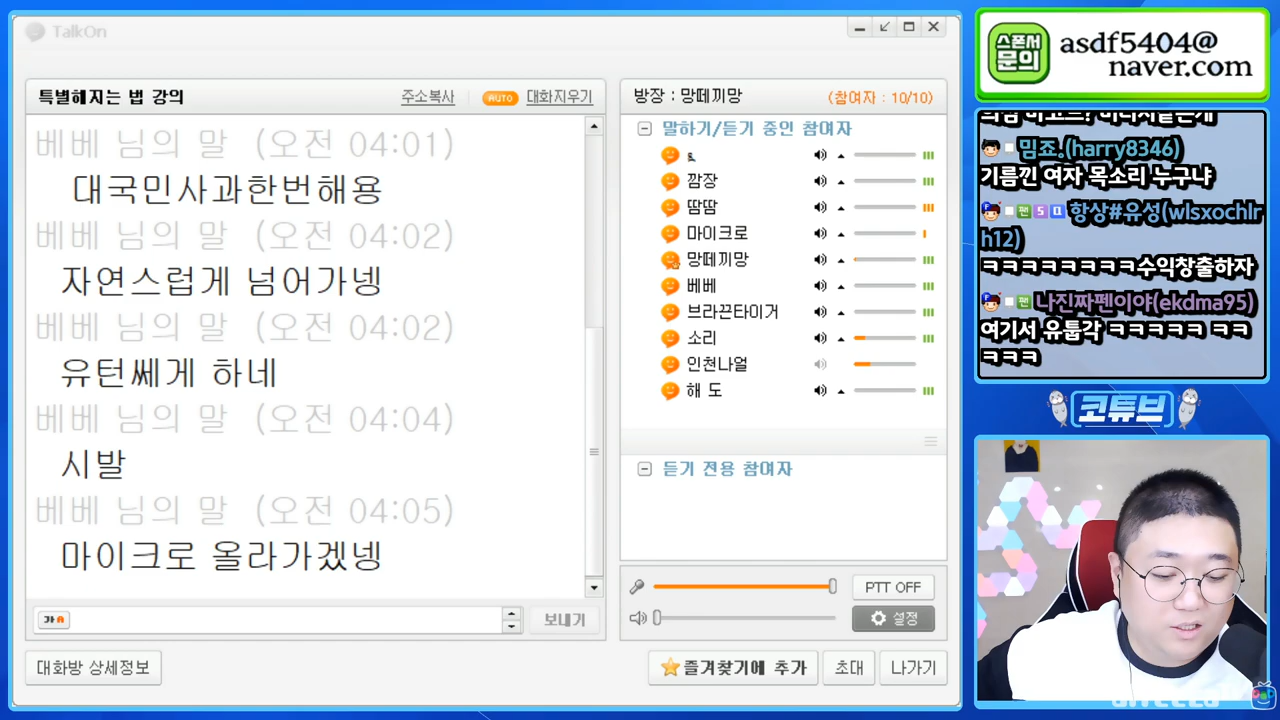 TalkOn
특별해지는 법 강의
주소복사
AUTO 대화지우기
베베 님의 말 (오전 04:01)
대국민사과한번해용
베베 님의 말 (오전 04:02)
자연스럽게 넘어가넹
베베 님의 말 (오전 04:02)
유턴쎄게 하네
베베 님의 말 (오전 04:04)
시발
베베 님의 말 (오전 04:05)
마이크로 올라가겠넹
가A
보내기
대화방 상세정보
방장 : 망떼끼망
(참여자 : 10/10)
말하기/듣기 중인 참여자
깜장
땀땀
마이크로
망떼끼망
베베
브라끈타이거
소리
인천나얼
해 도
듣기 전용 참여자
PTT OFF
설정
즐겨찾기에 추가
초대
나가기
스폰서
문의
asdf5404@
naver.com
밈죠.(harry8346)
기름낀 여자 목소리 누구냐
팬 S 항상#유성(wlsxochlr
h12)
ㅋㅋㅋㅋㅋㅋㅋㅋ수익창출하자
팬 나진짜펜이야(ekdma95)
여기서 유튭각 ㅋㅋㅋㅋㅋ ㅋㅋ
ㅋㅋㅋㅋ
코튜브